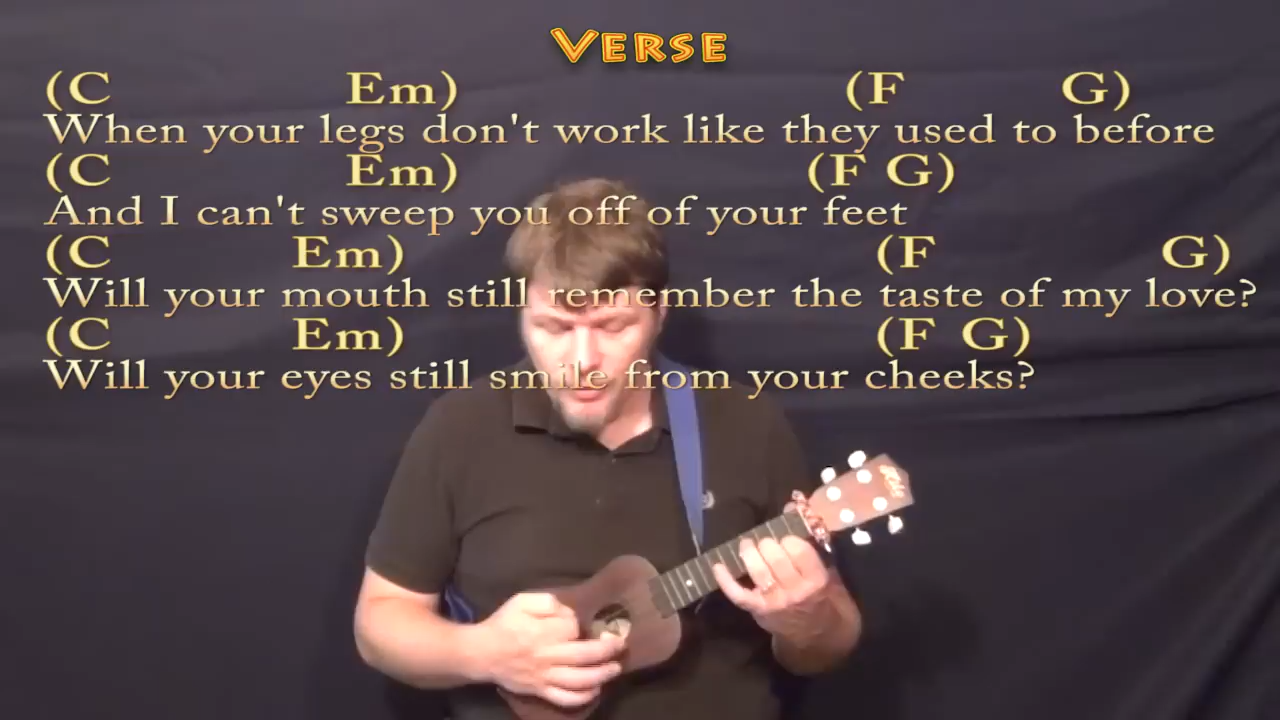 VERSE
(C Em) (F G)
When your legs don't work like they used to before
(C Em) (F G)
And I can't sweep you off of your feet
(C Em) (F G)
Will your mouth still remember the taste of my love?
(C Em) (F G)
Will your eyes still smile from your cheeks?